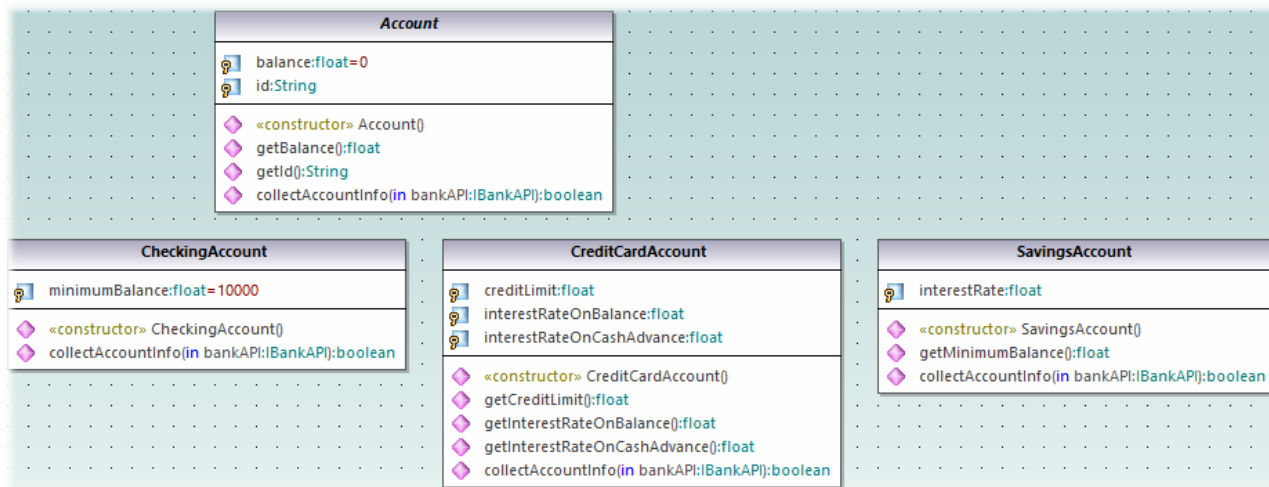 Account
balance:float=0
id:String
«constructor» Account()
getBalance():float
getId():String
collectAccountInfo(in bankAPI:IBankAPI):boolean
CheckingAccount
minimumBalance:float=10000
«constructor» CheckingAccount()
collectAccountInfo(in bankAPI:IBankAPI):boolean
CreditCardAccount
creditLimit:float
interestRateOnBalance:float
interestRateOnCashAdvance:float
«constructor» CreditCardAccount()
getCreditLimit():float
getInterestRateOnBalance():float
getInterestRateOnCashAdvance():float
collectAccountInfo(in bankAPI:IBankAPI):boolean
SavingsAccount
interestRate:float
«constructor» SavingsAccount()
getMinimumBalance():float
collectAccountInfo(in bankAPI:IBankAPI):boolean